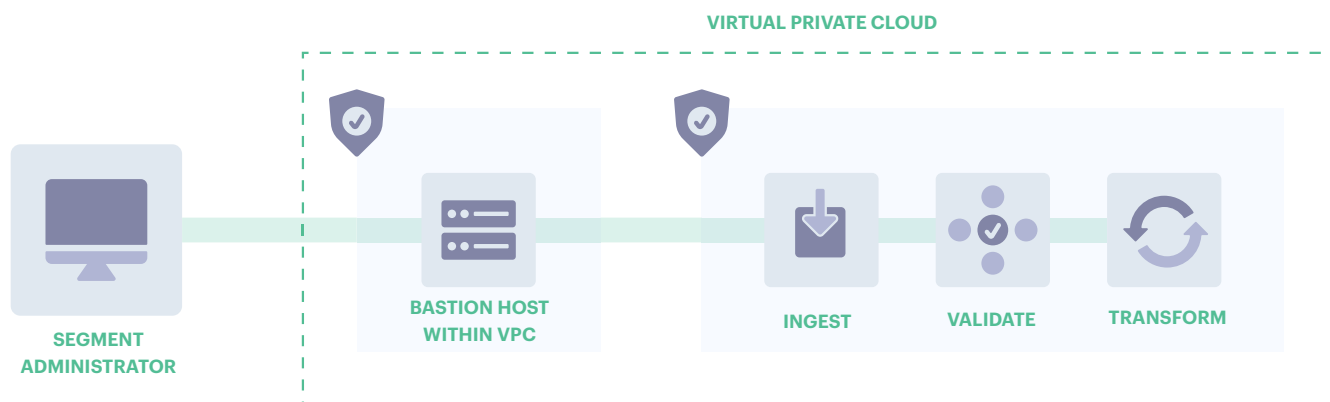 VIRTUAL PRIVATE CLOUD
SEGMENT
ADMINISTRATOR
BASTION HOST
WITHIN VPC
INGEST
VALIDATE
TRANSFORM